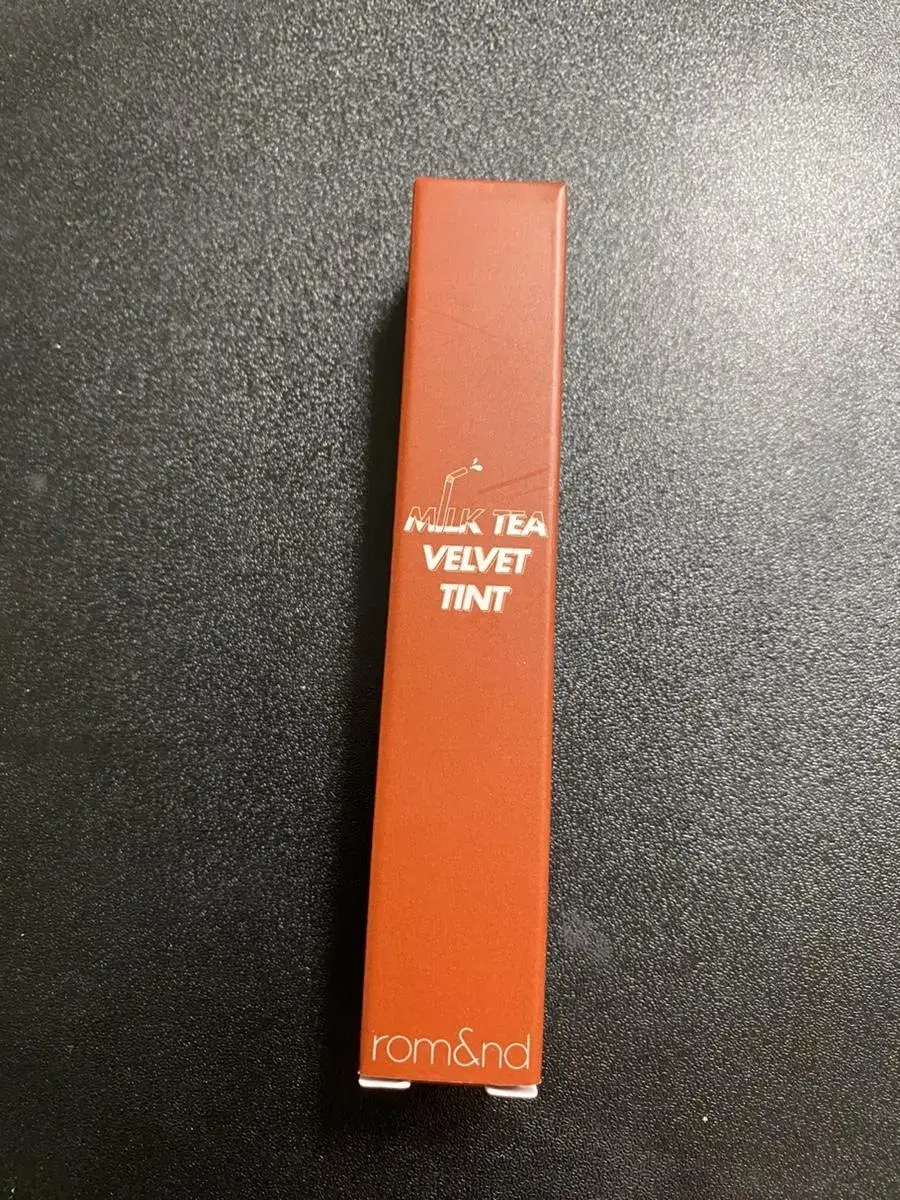 MILK TEA
VELVET
TINT
rom&nd